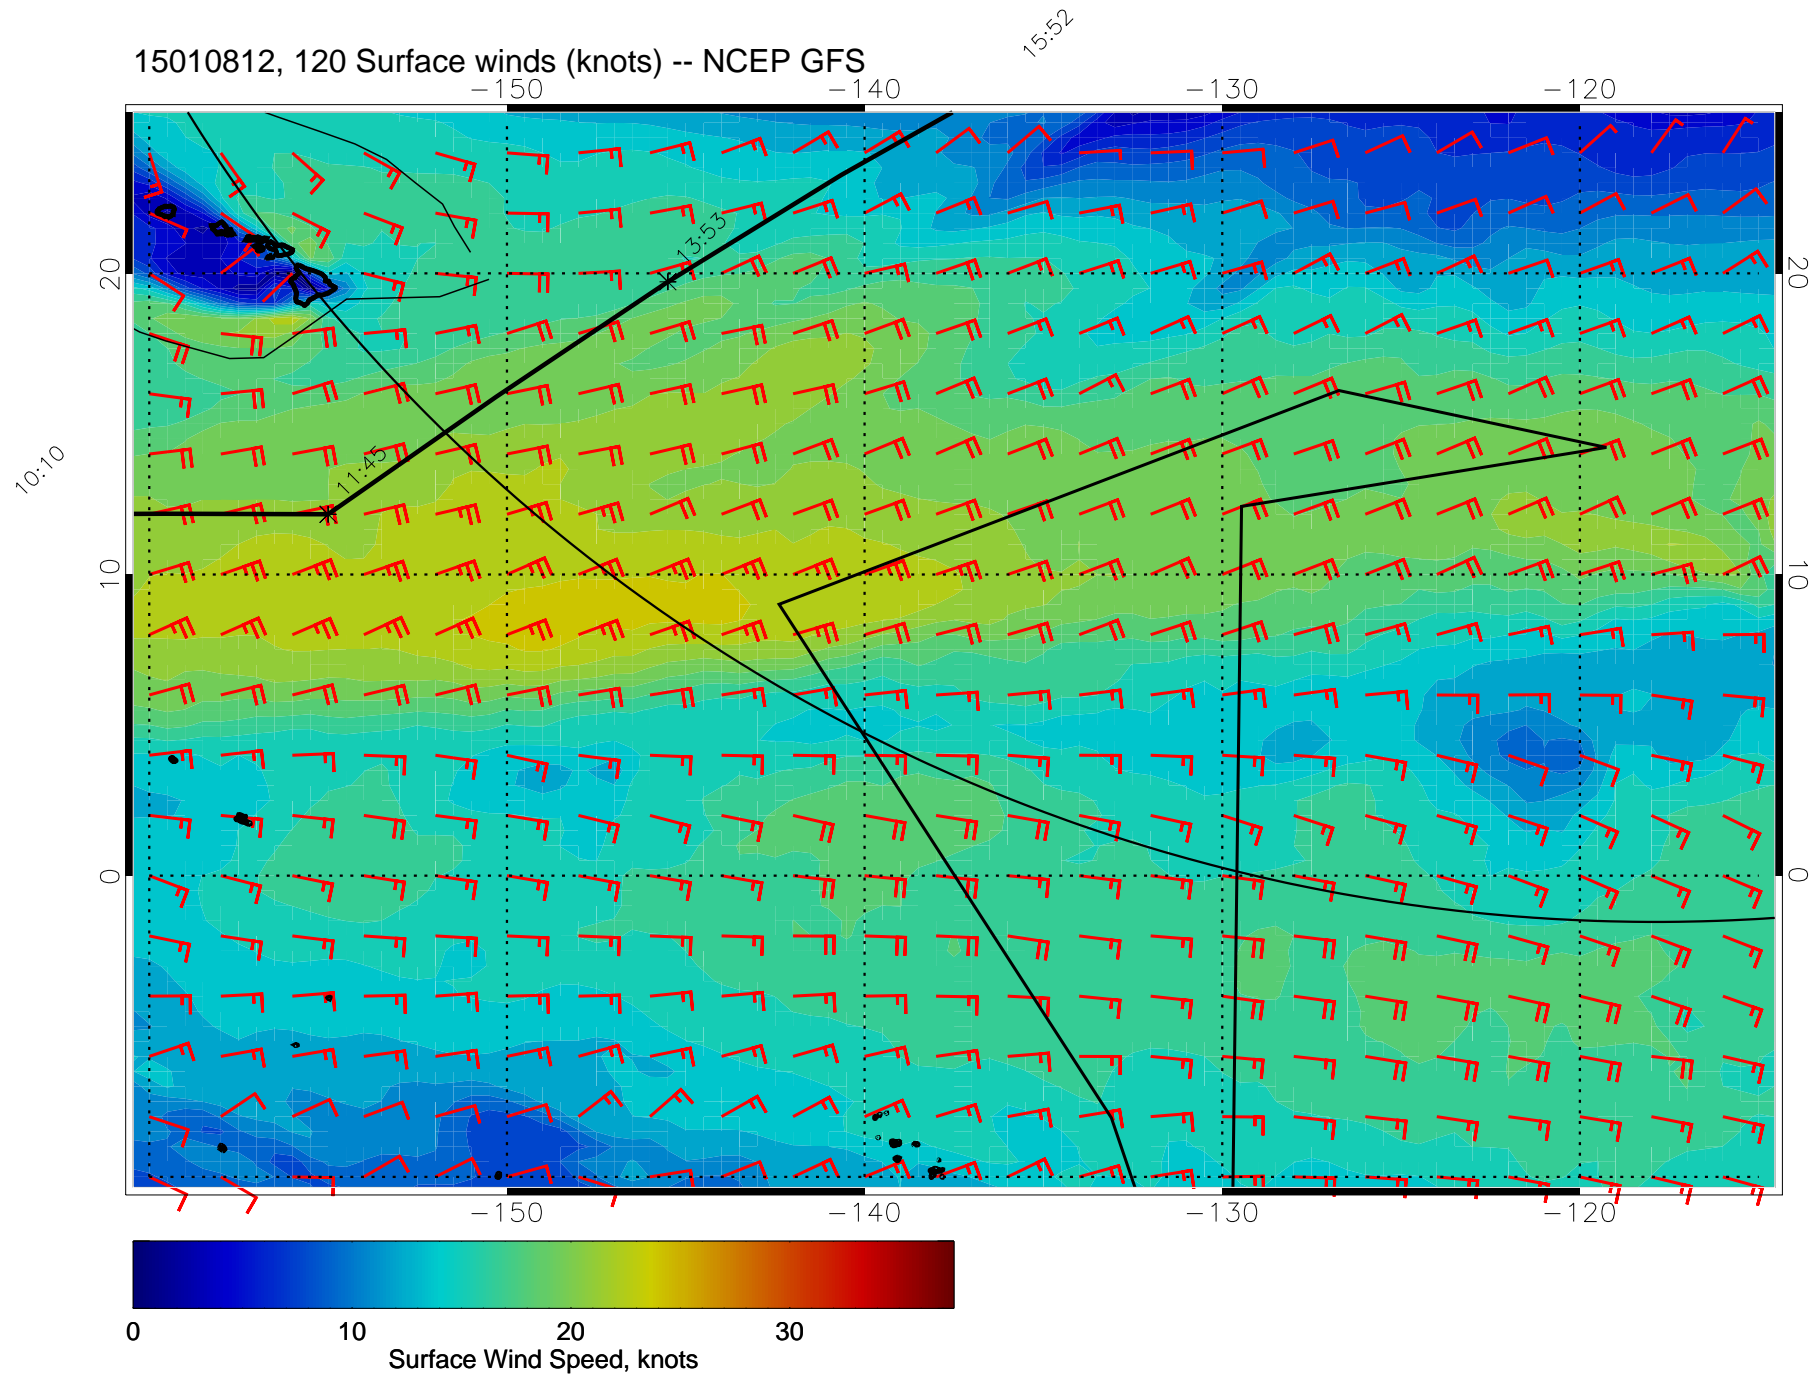 15:52
15010812, 120 Surface winds (knots) -- NCEP GFS
-150 -140 -130 -120
13:53
20 20
11:45
10:10
10 10
0 0
-150 -140 -130 -120
0 10 20 30
Surface Wind Speed, knots